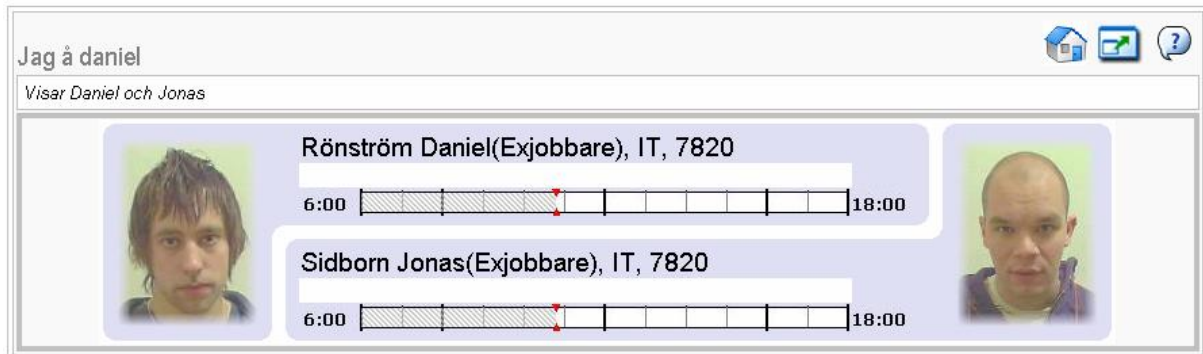 Jag å daniel
?
Visar Daniel och Jonas
Rönström Daniel(Exjobbare), IT, 7820
6:00 18:00
Sidborn Jonas(Exjobbare), IT, 7820
6:00 18:00